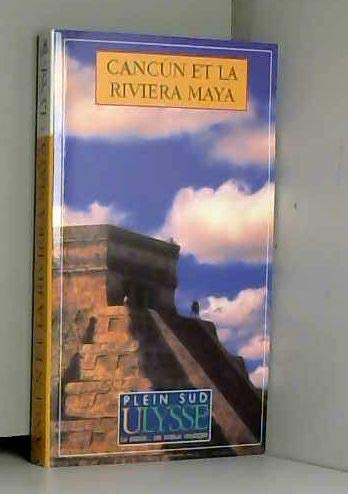 CANCÚN ET LA
RIVIERA MAYA
PLEIN SUD
ULYSSE